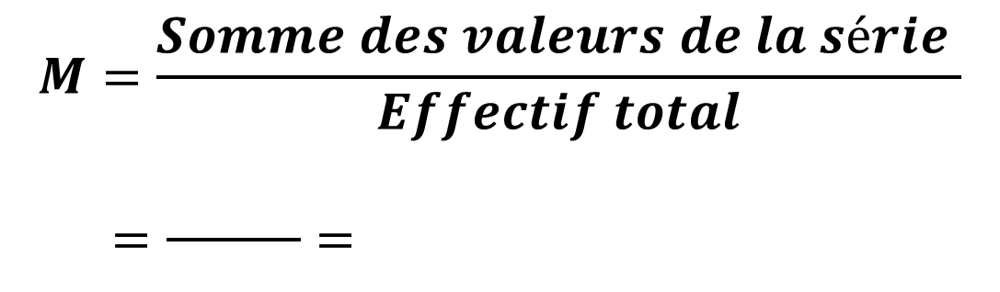 M = Somme des valeurs de la série
Effectif total
= ——— =